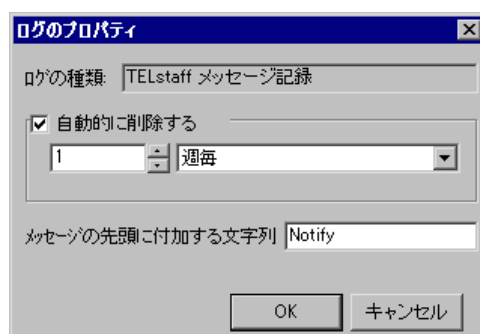 ログのプロパティ
ログの種類: TELstaff メッセージ記録
自動的に削除する
1 週毎
メッセージの先頭に付加する文字列 Notify
OK キャンセル